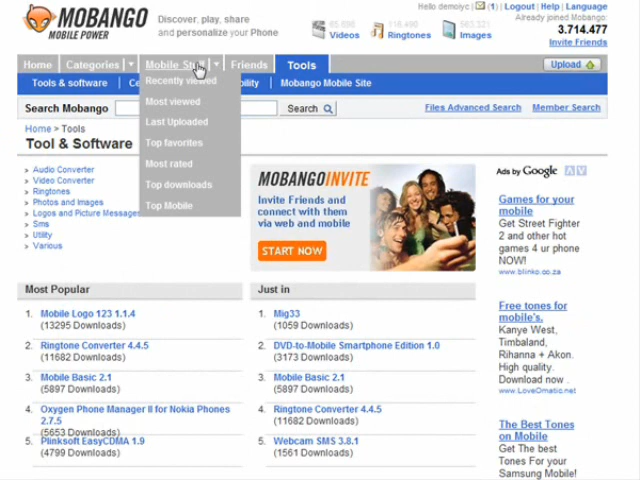 MOBANGO
MOBILE POWER
Discover, play, share
and personalize your Phone
Hello demoiyc | (1) | Logout | Help | Language
Already joined Mobango:
3.714.477
Invite Friends
Videos
Ringtones
Images
Home
Categories
Mobile Stuff
Friends
Tools
Upload
Tools & software
Mobango Mobile Site
Search Mobango
Search
Files Advanced Search
Member Search
Recently viewed
Most viewed
Last Uploaded
Top favorites
Most rated
Top downloads
Top Mobile
Home > Tools
Tool & Software
» Audio Converter
» Video Converter
» Ringtones
» Photos and Images
» Logos and Picture Messages
» Sms
» Utility
» Various
MOBANGOINVITE
Invite Friends and
connect with them
via web and mobile
START NOW
Ads by Google
Games for your
mobile
Get Street Fighter
2 and other hot
games 4 ur phone
NOW!
www.blinko.co.za
Free tones for
mobile's.
Kanye West,
Timbaland,
Rihanna + Akon.
High quality.
Download now .
www.LoveOmatic.net
The Best Tones
on Mobile
Get The best
Tones For your
Samsung Mobile!
Most Popular
1. Mobile Logo 123 1.1.4
(13295 Downloads)
2. Ringtone Converter 4.4.5
(11682 Downloads)
3. Mobile Basic 2.1
(5897 Downloads)
4. Oxygen Phone Manager II for Nokia Phones
2.7.5
(5653 Downloads)
5. Plinksoft EasyCDMA 1.9
(4799 Downloads)
Just in
1. Mig33
(1059 Downloads)
2. DVD-to-Mobile Smartphone Edition 1.0
(3173 Downloads)
3. Mobile Basic 2.1
(5897 Downloads)
4. Ringtone Converter 4.4.5
(11682 Downloads)
5. Webcam SMS 3.8.1
(1561 Downloads)